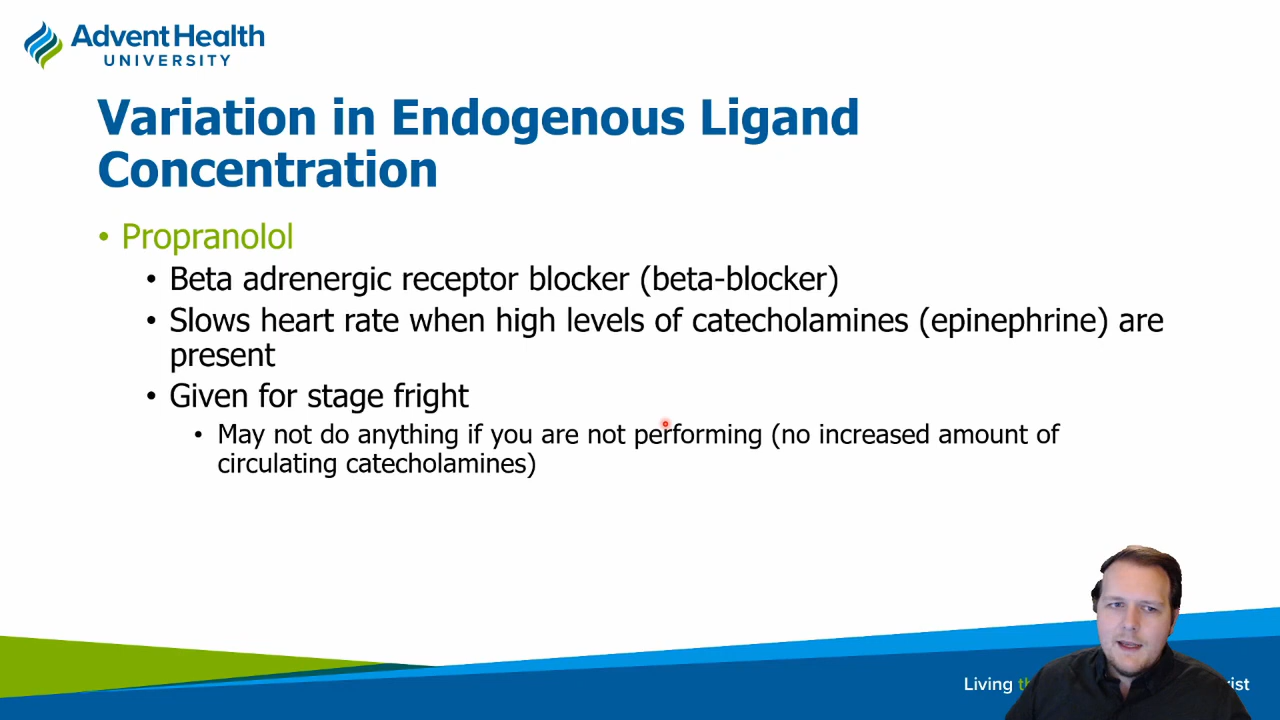 AdventHealth
UNIVERSITY
Variation in Endogenous Ligand
Concentration
• Propranolol
• Beta adrenergic receptor blocker (beta-blocker)
• Slows heart rate when high levels of catecholamines (epinephrine) are
present
• Given for stage fright
• May not do anything if you are not performing (no increased amount of
circulating catecholamines)
Living